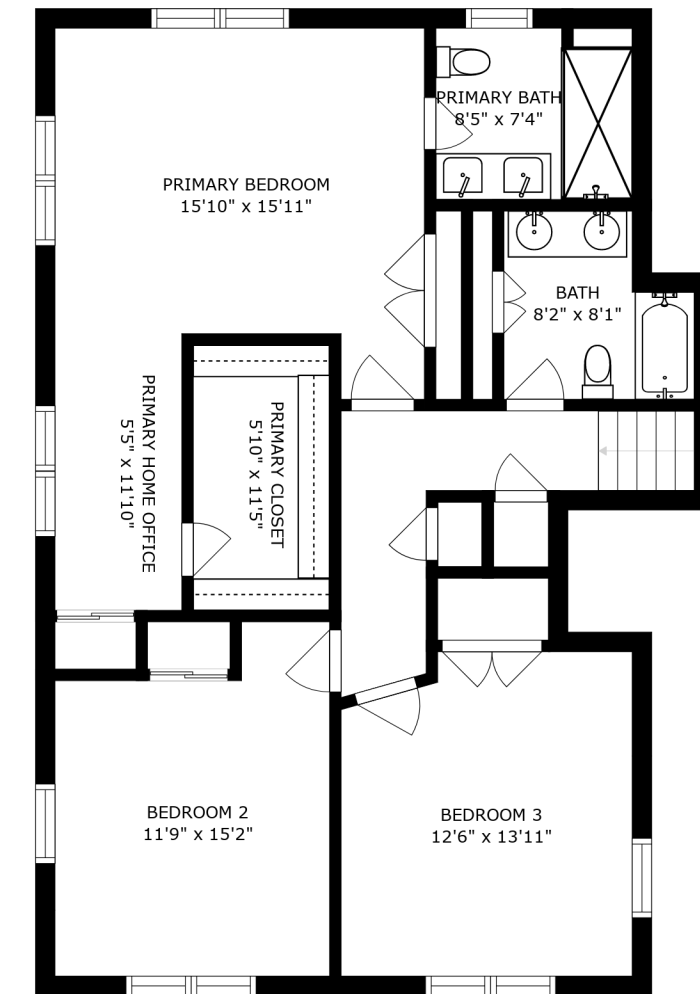 PRIMARY BATH
8'5" x 7'4"
PRIMARY BEDROOM
15'10" x 15'11"
BATH
8'2" x 8'1"
PRIMARY HOME OFFICE
5'5" x 11'10"
PRIMARY CLOSET
5'10" x 11'5"
BEDROOM 2
11'9" x 15'2"
BEDROOM 3
12'6" x 13'11"